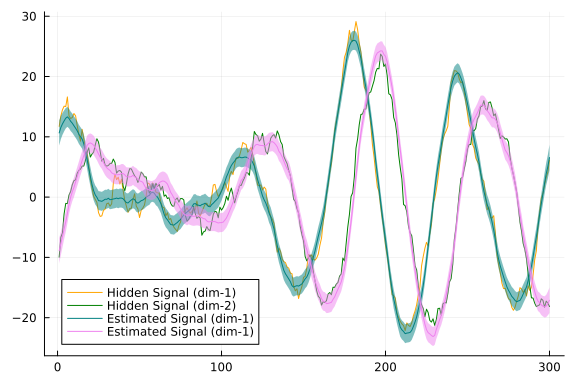 30
20
10
0
−10
−20
Hidden Signal (dim-1)
Hidden Signal (dim-2)
Estimated Signal (dim-1)
Estimated Signal (dim-1)
0
100
200
300